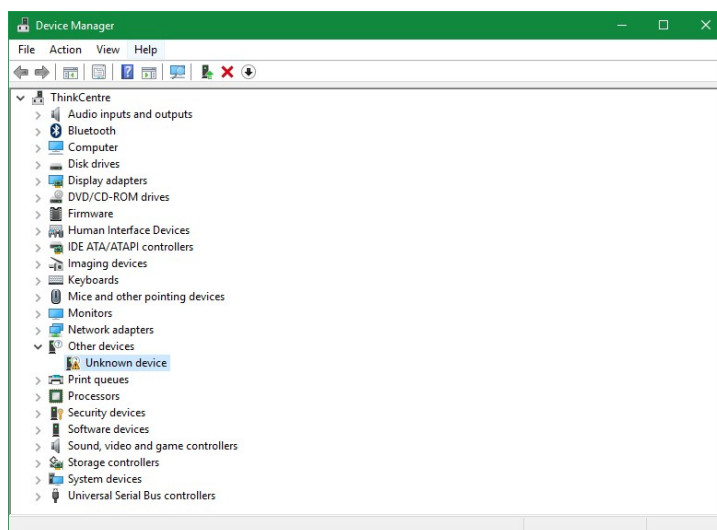 Device Manager
File Action View Help
ThinkCentre
Audio inputs and outputs
Bluetooth
Computer
Disk drives
Display adapters
DVD/CD-ROM drives
Firmware
Human Interface Devices
IDE ATA/ATAPI controllers
Imaging devices
Keyboards
Mice and other pointing devices
Monitors
Network adapters
Other devices
Unknown device
Print queues
Processors
Security devices
Software devices
Sound, video and game controllers
Storage controllers
System devices
Universal Serial Bus controllers